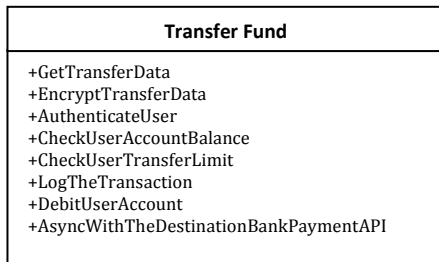 Transfer Fund
+GetTransferData
+EncryptTransferData
+AuthenticateUser
+CheckUserAccountBalance
+CheckUserTransferLimit
+LogTheTransaction
+DebitUserAccount
+AsyncWithTheDestinationBankPaymentAPI